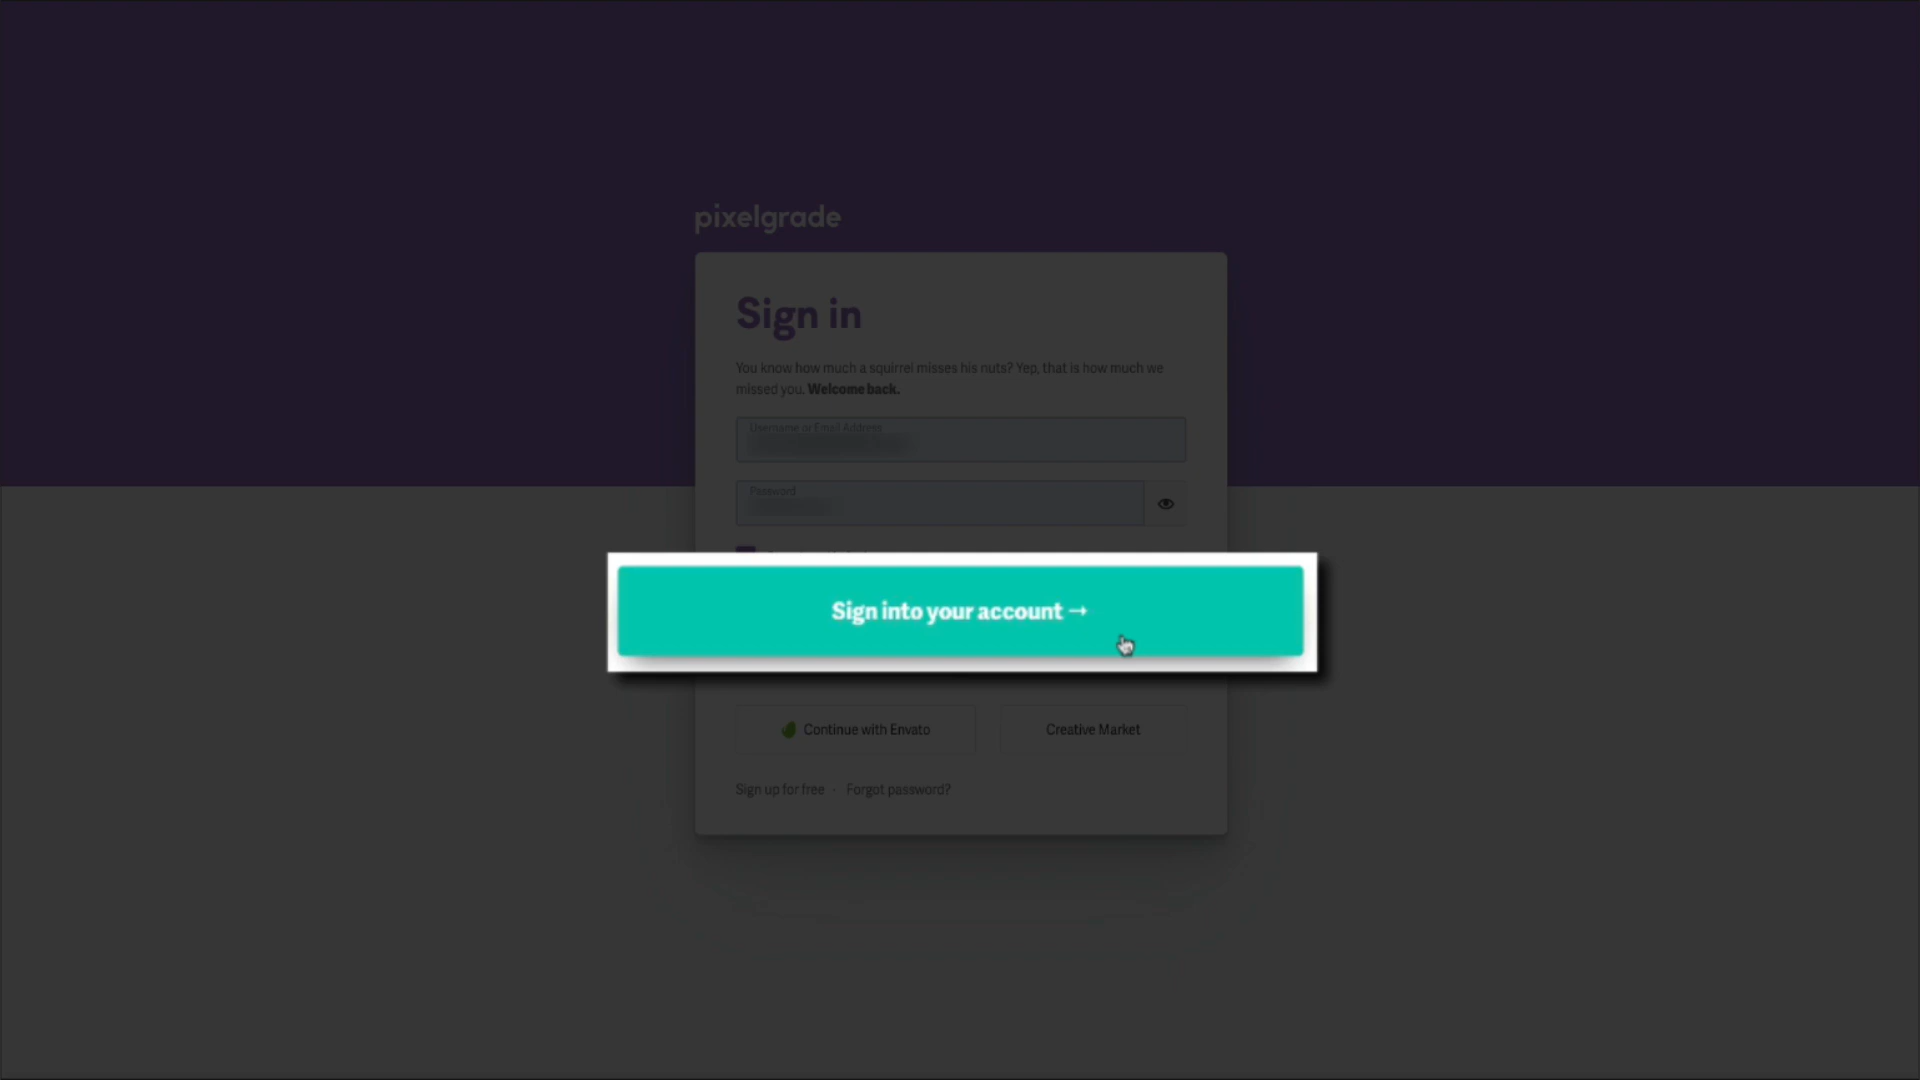 pixelgrade
Sign in
You know how much a squirrel misses his nuts? Yep, that is how much we
missed you. Welcome back.
Username or Email Address
Password
Sign into your account →
Continue with Envato
Creative Market
Sign up for free · Forgot password?